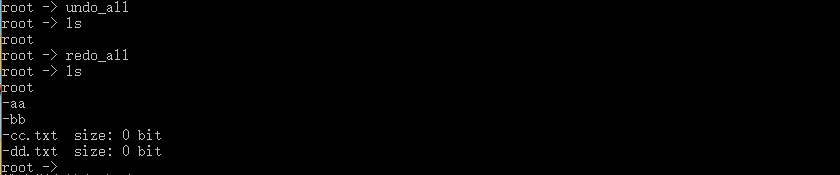 root -> undo_all
root -> ls
root
root -> redo_all
root -> ls
root
-aa
-bb
-cc.txt  size: 0 bit
-dd.txt  size: 0 bit
root ->